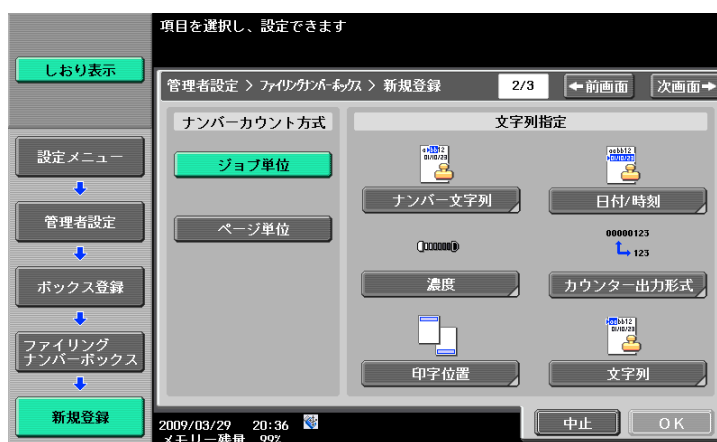 項目を選択し、設定できます
しおり表示
管理者設定 > ファイリングナンバーボックス > 新規登録
2/3
←前画面
次画面→
ナンバーカウント方式
文字列指定
設定メニュー
管理者設定
ボックス登録
ファイリング
ナンバーボックス
新規登録
ジョブ単位
ページ単位
ナンバー文字列
日付/時刻
00000123
123
濃度
カウンター出力形式
印字位置
文字列
2009/03/29 20:36
メモリー残量 99%
中止
OK